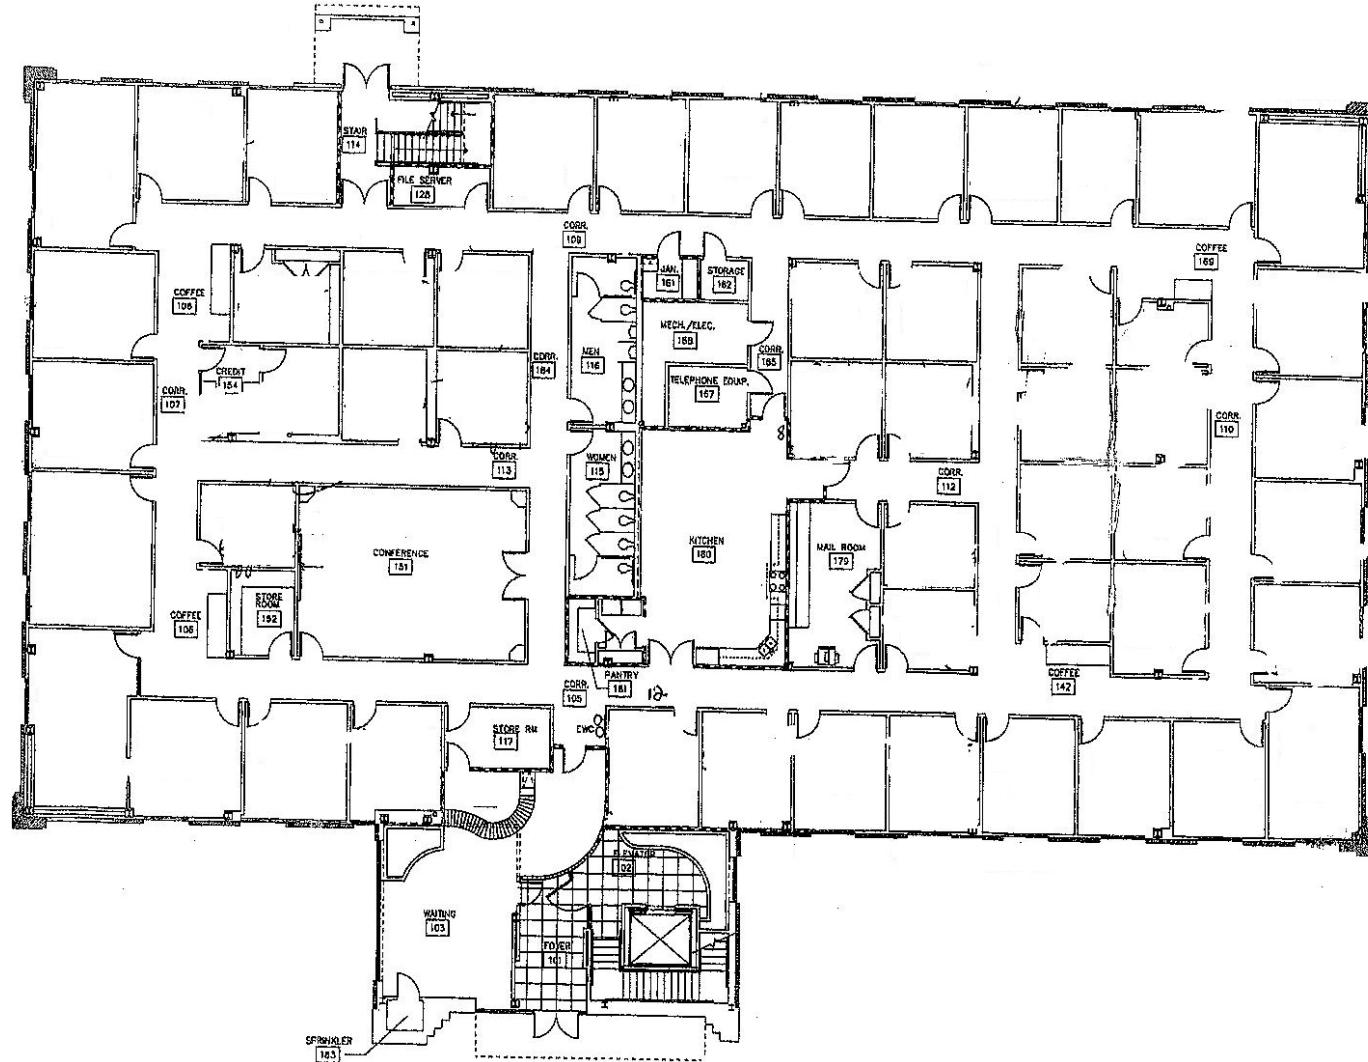 STAIR
114
FILE SERVER
128
CORR.
109
COFFEE
169
JAN.
161
STORAGE
162
COFFEE
108
MECH./ELEC.
168
CORR.
165
MEN
116
CORR.
164
CREDIT
154
TELEPHONE EQUIP.
167
CORR.
107
CORR.
110
CORR.
113
WOMEN
115
CORR.
112
KITCHEN
180
MAIL ROOM
179
CONFERENCE
151
STORE
ROOM
152
COFFEE
106
PANTRY
181
COFFEE
142
CORR.
105
12
STORE RM
117
EWC
ELEVATOR
102
WAITING
103
FOYER
101
SPRINKLER
183